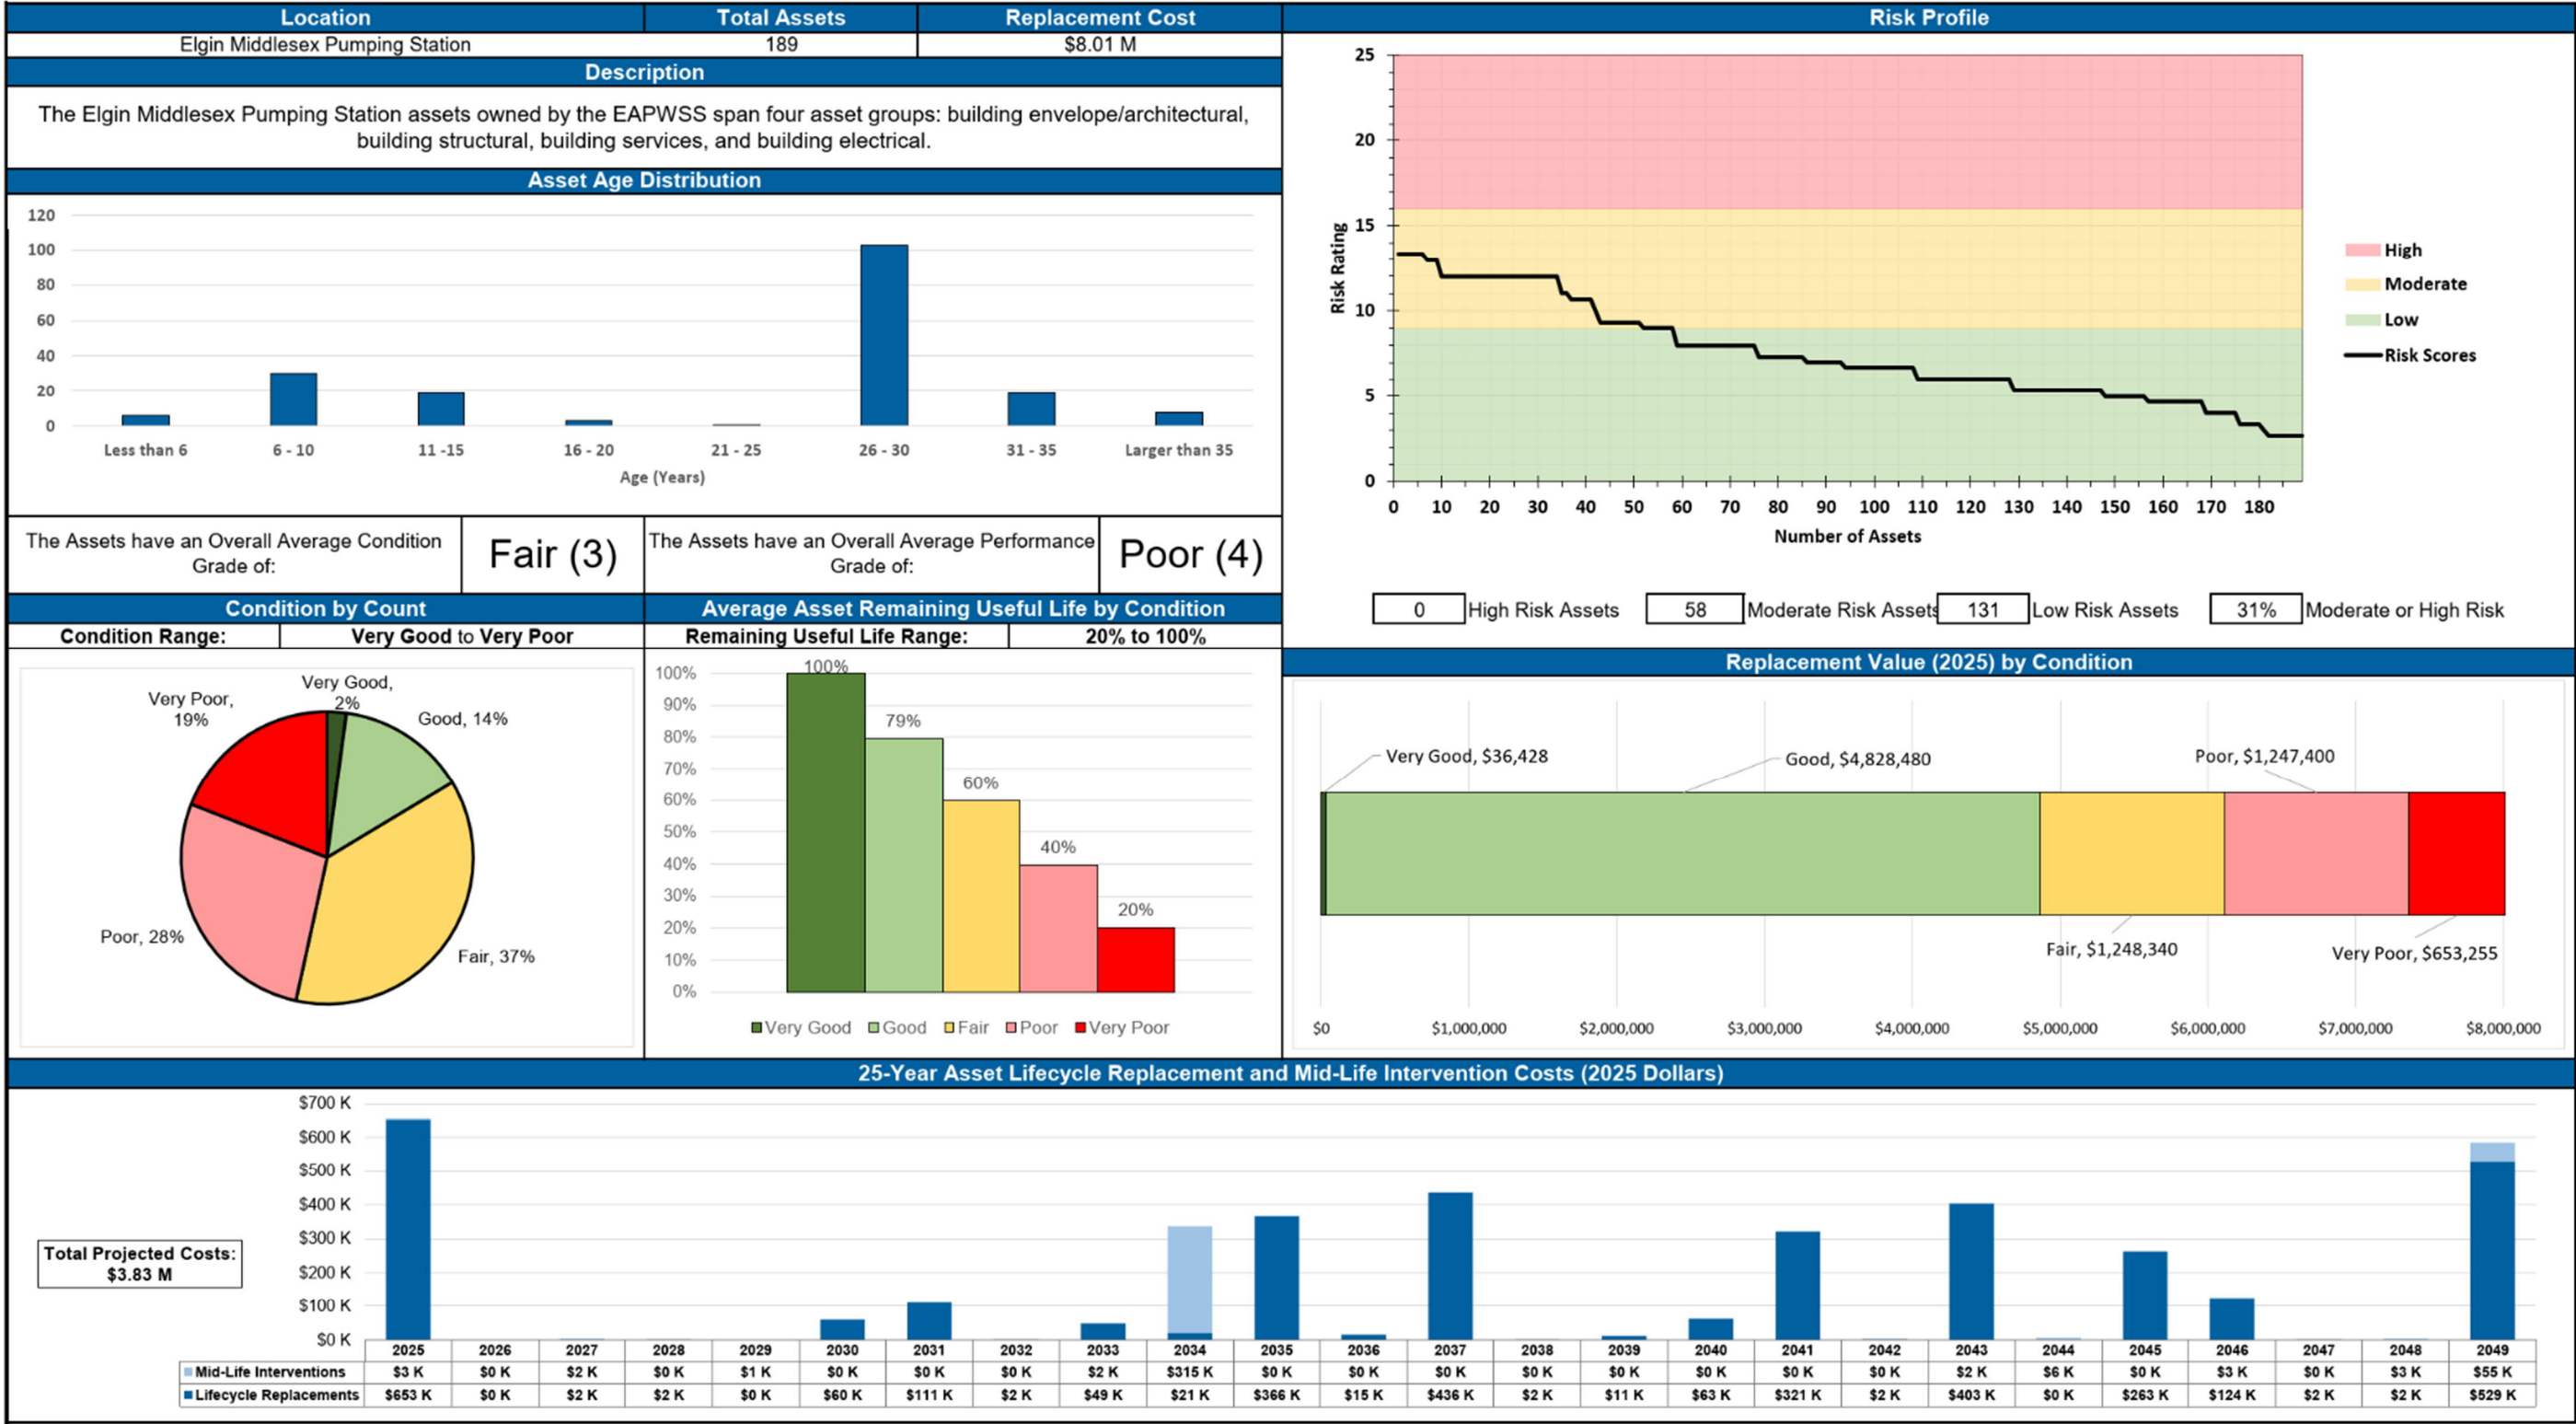 Location
Total Assets
Replacement Cost
Elgin Middlesex Pumping Station
189
$8.01 M
Description
The Elgin Middlesex Pumping Station assets owned by the EAPWSS span four asset groups: building envelope/architectural,
building structural, building services, and building electrical.
Asset Age Distribution
120
100
80
60
40
20
0
Less than 6
6 - 10
11 -15
16 - 20
21 - 25
26 - 30
31 - 35
Larger than 35
Age (Years)
The Assets have an Overall Average Condition
Grade of:
Fair (3)
The Assets have an Overall Average Performance
Grade of:
Poor (4)
Risk Profile
25
20
15
10
5
0
Risk Rating
0 10 20 30 40 50 60 70 80 90 100 110 120 130 140 150 160 170 180
Number of Assets
High
Moderate
Low
Risk Scores
0 High Risk Assets
58 Moderate Risk Assets
131 Low Risk Assets
31% Moderate or High Risk
Condition by Count
Condition Range:
Very Good to Very Poor
Very Good,
2%
Good, 14%
Fair, 37%
Poor, 28%
Very Poor,
19%
Average Asset Remaining Useful Life by Condition
Remaining Useful Life Range:
20% to 100%
100%
90%
80%
70%
60%
50%
40%
30%
20%
10%
0%
100%
79%
60%
40%
20%
Very Good
Good
Fair
Poor
Very Poor
Replacement Value (2025) by Condition
Very Good, $36,428
Good, $4,828,480
Poor, $1,247,400
Fair, $1,248,340
Very Poor, $653,255
$0 $1,000,000 $2,000,000 $3,000,000 $4,000,000 $5,000,000 $6,000,000 $7,000,000 $8,000,000
25-Year Asset Lifecycle Replacement and Mid-Life Intervention Costs (2025 Dollars)
Total Projected Costs:
$3.83 M
$700 K
$600 K
$500 K
$400 K
$300 K
$200 K
$100 K
$0 K
2025 2026 2027 2028 2029 2030 2031 2032 2033 2034 2035 2036 2037 2038 2039 2040 2041 2042 2043 2044 2045 2046 2047 2048 2049
Mid-Life Interventions $3 K $0 K $2 K $0 K $1 K $0 K $0 K $0 K $2 K $315 K $0 K $0 K $0 K $0 K $0 K $0 K $0 K $0 K $2 K $6 K $0 K $3 K $0 K $3 K $55 K
Lifecycle Replacements $653 K $0 K $2 K $2 K $0 K $60 K $111 K $2 K $49 K $21 K $366 K $15 K $436 K $2 K $11 K $63 K $321 K $2 K $403 K $0 K $263 K $124 K $2 K $2 K $529 K